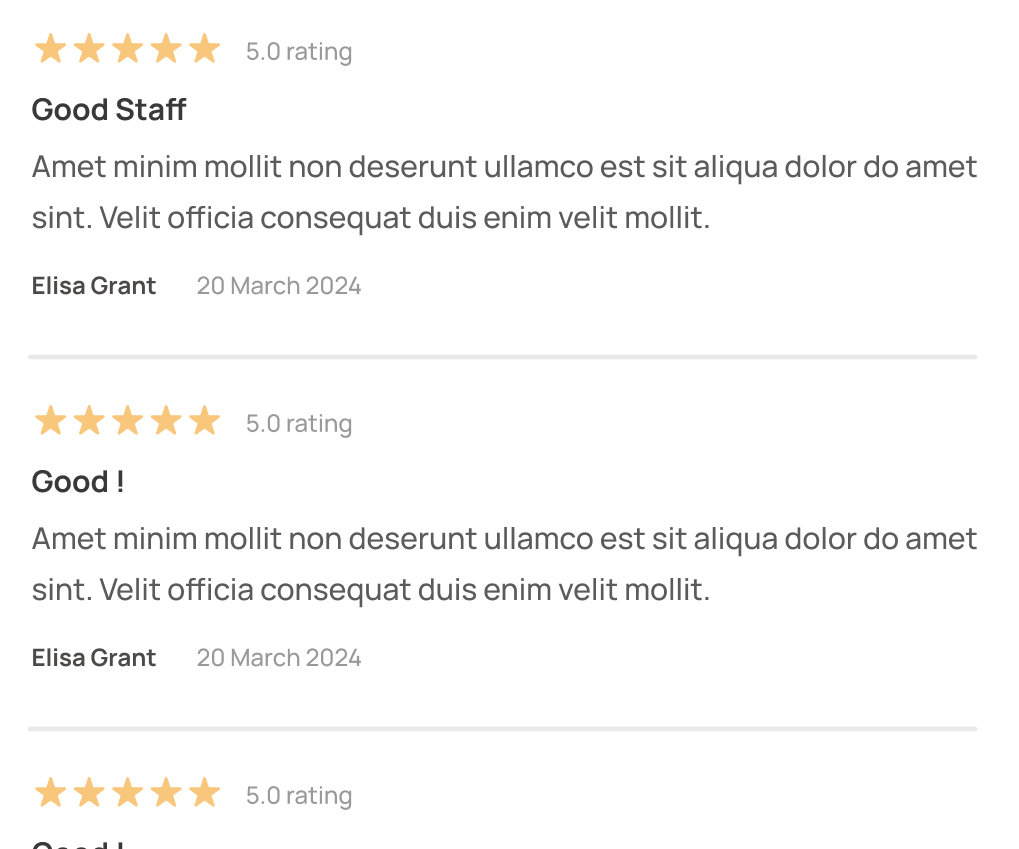 5.0 rating
Good Staff
Amet minim mollit non deserunt ullamco est sit aliqua dolor do amet
sint. Velit officia consequat duis enim velit mollit.
Elisa Grant 20 March 2024
5.0 rating
Good !
Amet minim mollit non deserunt ullamco est sit aliqua dolor do amet
sint. Velit officia consequat duis enim velit mollit.
Elisa Grant 20 March 2024
5.0 rating
Good !